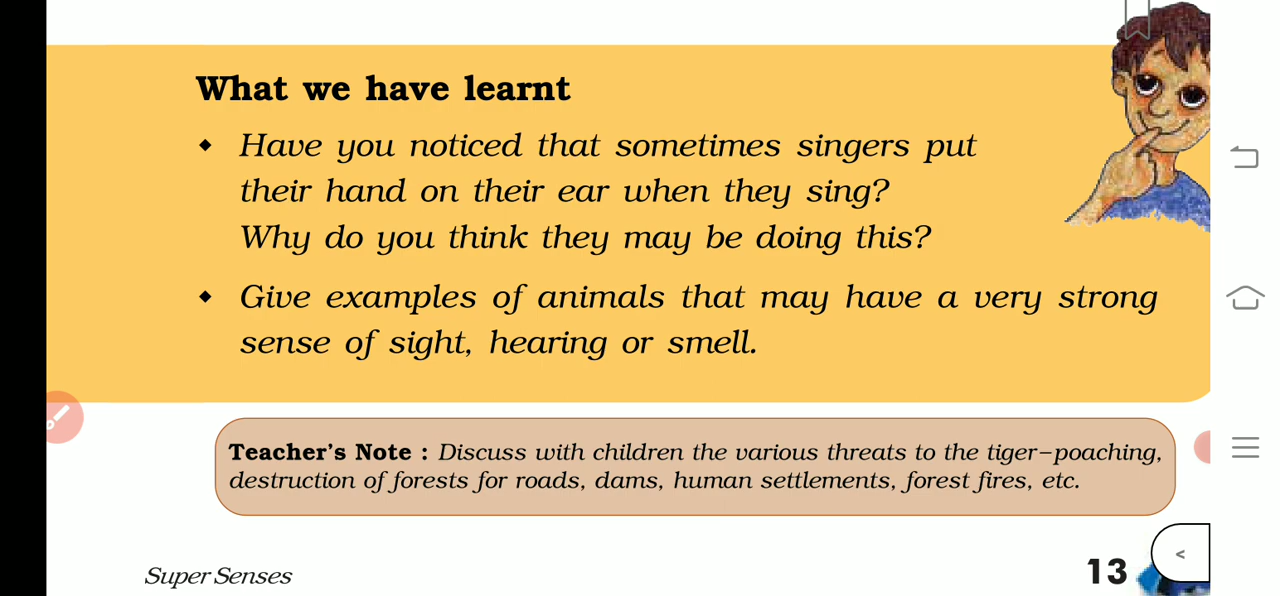 What we have learnt
◆ Have you noticed that sometimes singers put
their hand on their ear when they sing?
Why do you think they may be doing this?
◆ Give examples of animals that may have a very strong
sense of sight, hearing or smell.
Teacher's Note : Discuss with children the various threats to the tiger–poaching,
destruction of forests for roads, dams, human settlements, forest fires, etc.
Super Senses
13
<